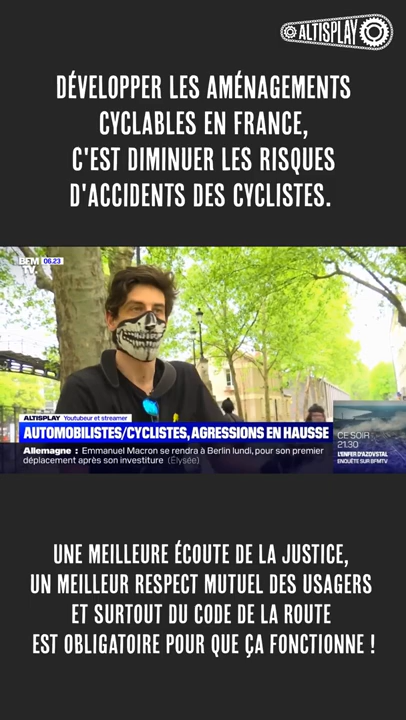 ALTISPLAY
DÉVELOPPER LES AMÉNAGEMENTS
CYCLABLES EN FRANCE,
C'EST DIMINUER LES RISQUES
D'ACCIDENTS DES CYCLISTES.
BFM 06:23
TV.
ALTISPLAY Youtubeur et streamer
AUTOMOBILISTES/CYCLISTES, AGRESSIONS EN HAUSSE
Allemagne : Emmanuel Macron se rendra à Berlin lundi, pour son premier
déplacement après son investiture (Élysée)
CE SOIR
21.30
L'ENFER D'AZOVSTAL
ENQUÊTE SUR BFMTV
UNE MEILLEURE ÉCOUTE DE LA JUSTICE,
UN MEILLEUR RESPECT MUTUEL DES USAGERS
ET SURTOUT DU CODE DE LA ROUTE
EST OBLIGATOIRE POUR QUE ÇA FONCTIONNE !